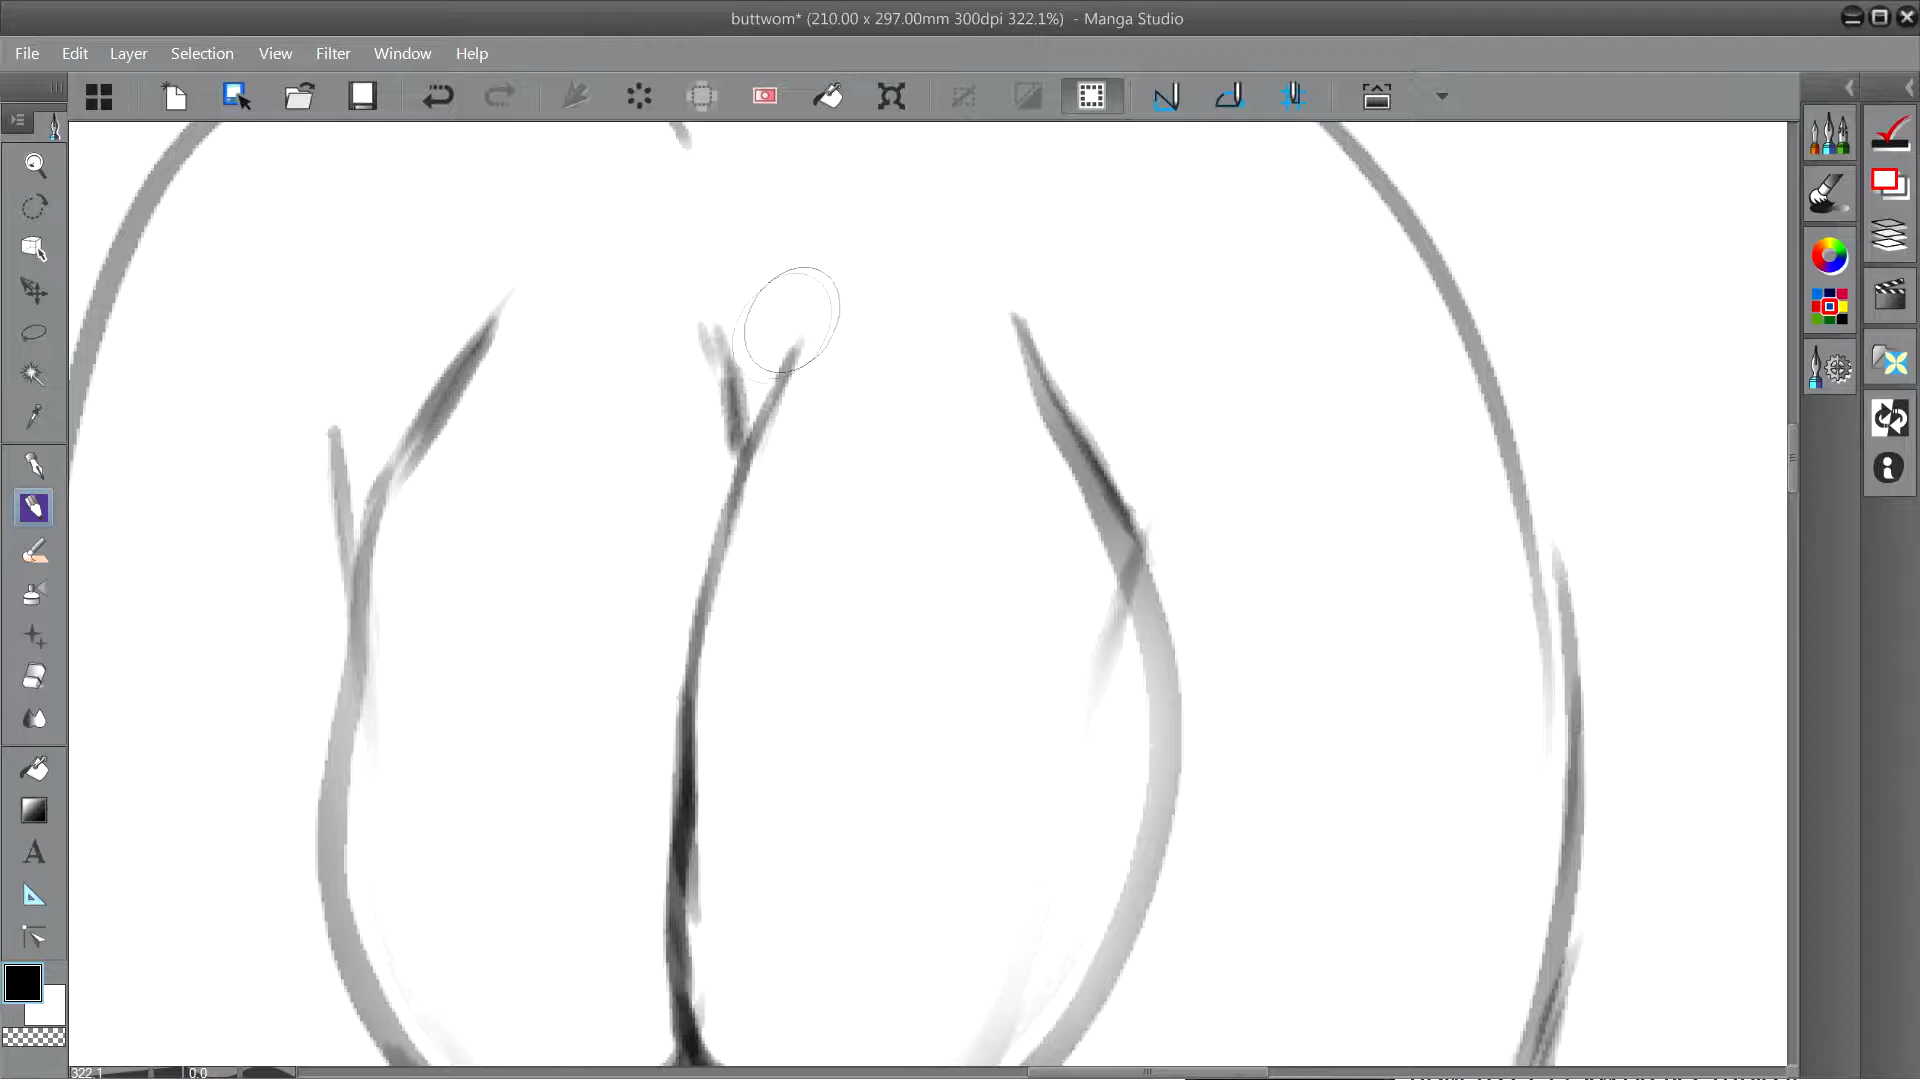 buttwom* (210.00 x 297.00mm 300dpi 322.1%) - Manga Studio
File Edit Layer Selection View Filter Window Help
322.1 0.0